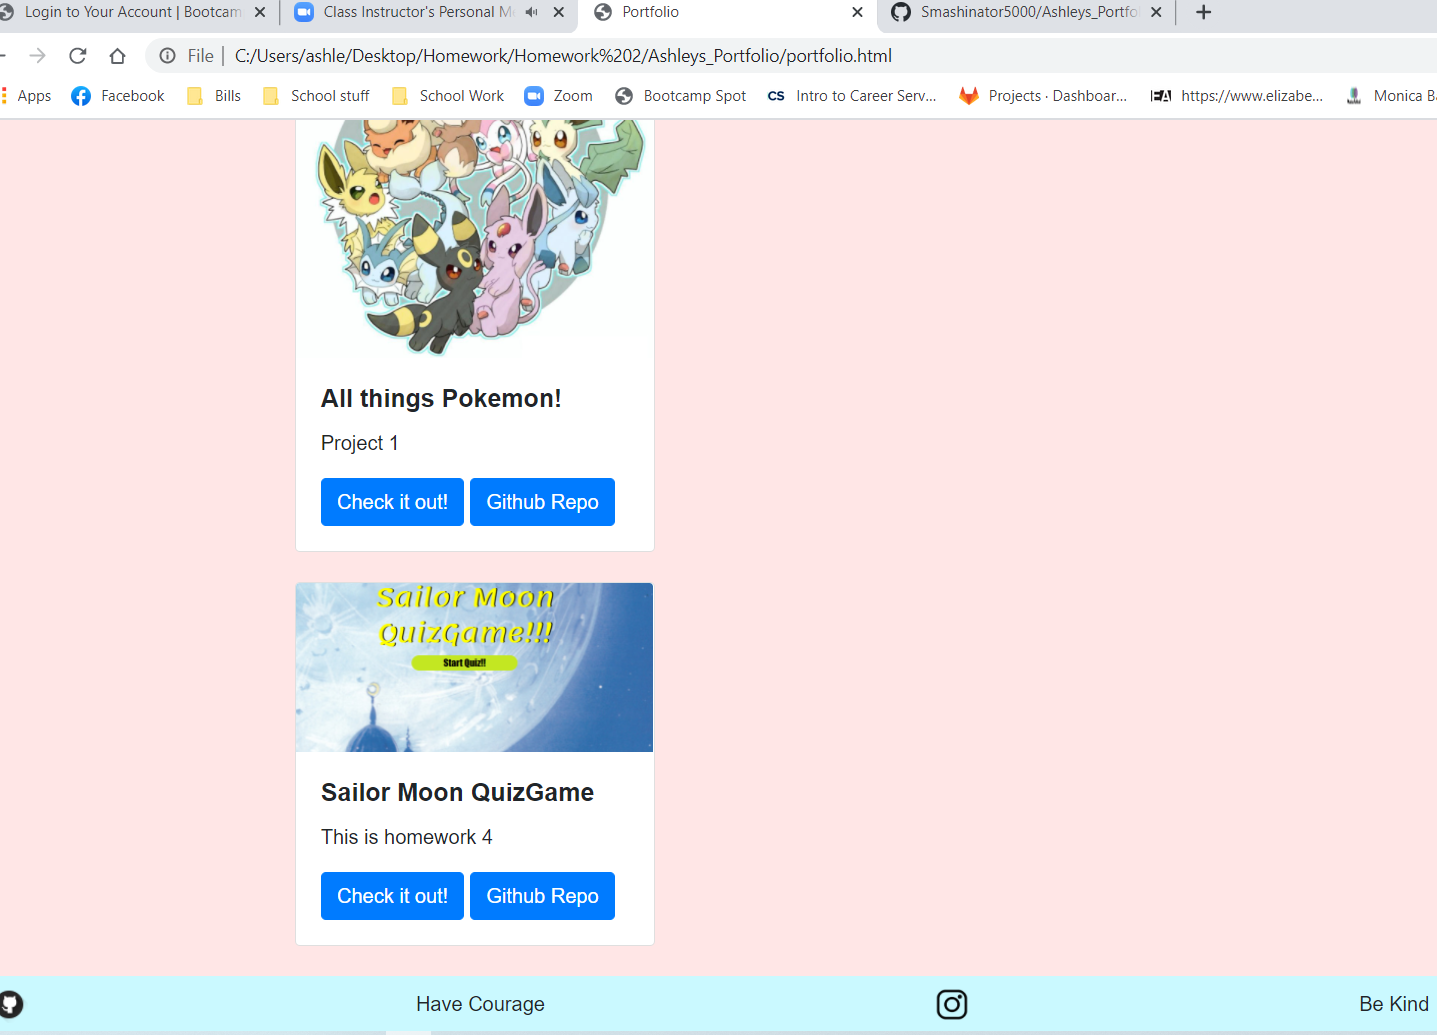 Login to Your Account | Bootcam
Class Instructor's Personal M
Portfolio
Smashinator5000/Ashleys_Portfo
File | C:/Users/ashle/Desktop/Homework/Homework%202/Ashleys_Portfolio/portfolio.html
Apps Facebook Bills School stuff School Work Zoom Bootcamp Spot CS Intro to Career Serv... Projects · Dashboar... EA https://www.elizabe... Monica Ba
All things Pokemon!
Project 1
Check it out! Github Repo
Sailor Moon
QuizGame!!!
Start Quiz!!
Sailor Moon QuizGame
This is homework 4
Check it out! Github Repo
Have Courage Be Kind